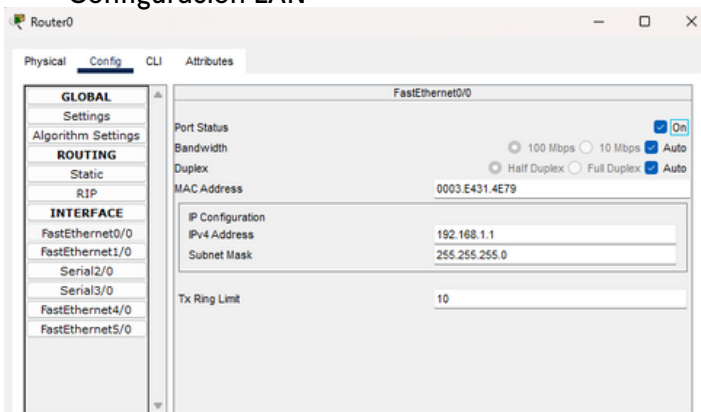 Configuración LAN
Router0
Physical Config CLI Attributes
GLOBAL
Settings
Algorithm Settings
ROUTING
Static
RIP
INTERFACE
FastEthernet0/0
FastEthernet1/0
Serial2/0
Serial3/0
FastEthernet4/0
FastEthernet5/0
FastEthernet0/0
Port Status On
Bandwidth 100 Mbps 10 Mbps Auto
Duplex Half Duplex Full Duplex Auto
MAC Address 0003.E431.4E79
IP Configuration
IPv4 Address 192.168.1.1
Subnet Mask 255.255.255.0
Tx Ring Limit 10